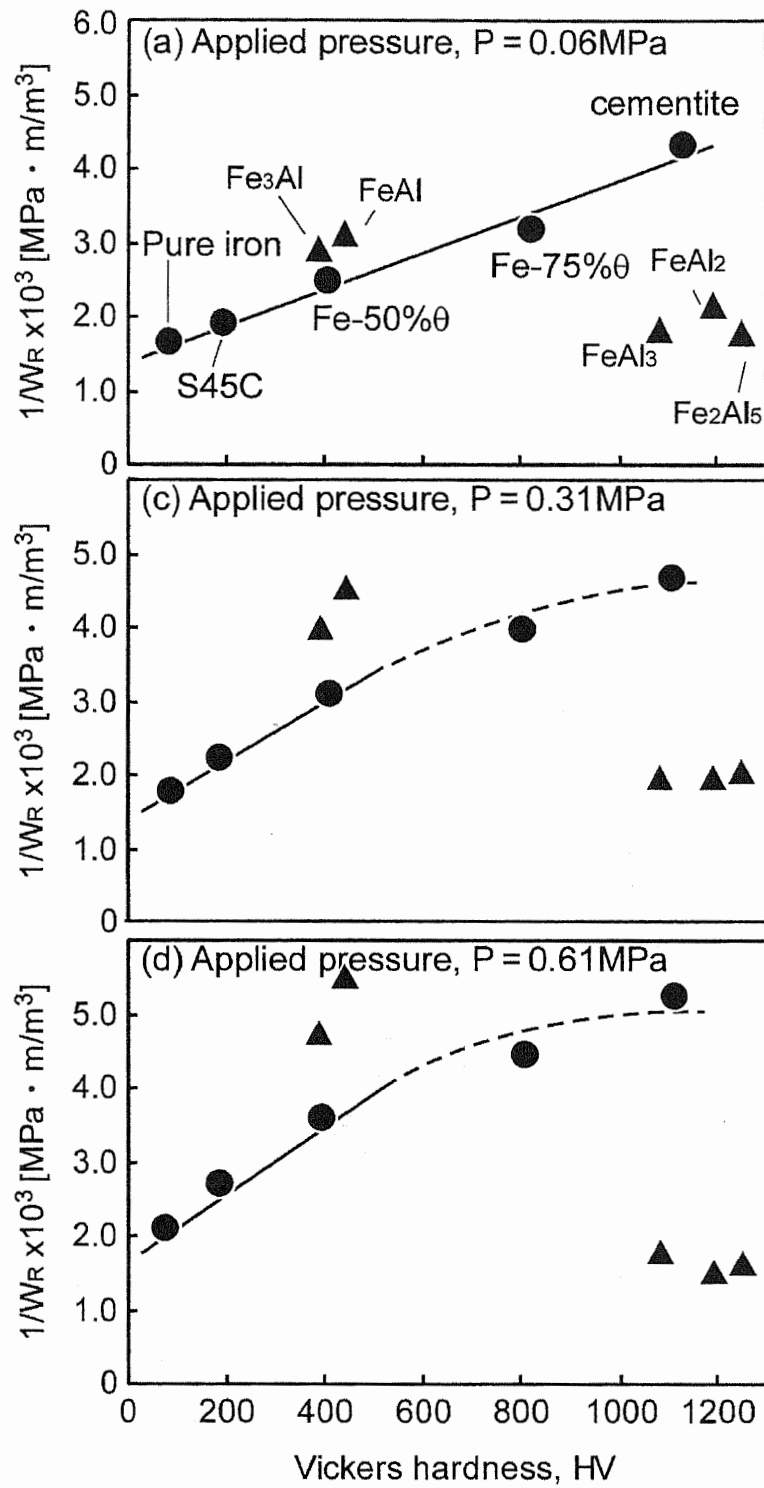 6.0
(a) Applied pressure, P = 0.06MPa
5.0
cementite
4.0
Fe₃Al
FeAl
3.0
Pure iron
Fe-75%θ
FeAl₂
2.0
Fe-50%θ
FeAl₃
S45C
1.0
Fe₂Al₅
0
1/WR x10³ [MPa・m/m³]
(c) Applied pressure, P = 0.31MPa
5.0
4.0
3.0
2.0
1.0
0
1/WR x10³ [MPa・m/m³]
(d) Applied pressure, P = 0.61MPa
5.0
4.0
3.0
2.0
1.0
0
1/WR x10³ [MPa・m/m³]
0 200 400 600 800 1000 1200
Vickers hardness, HV